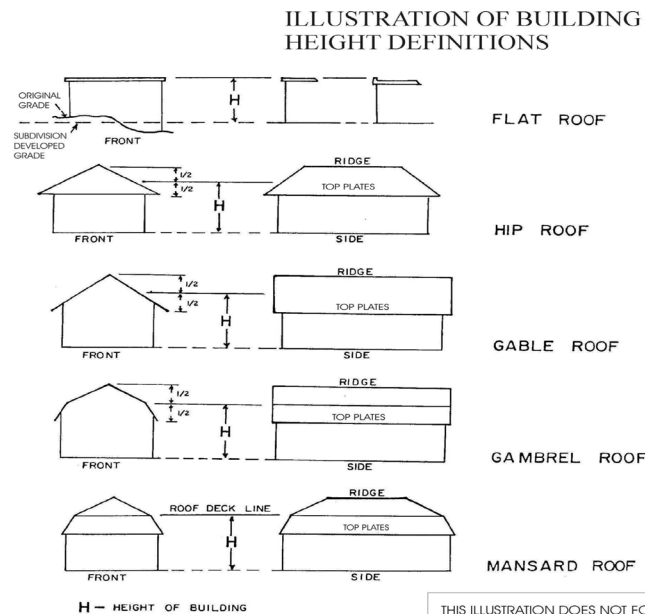 ILLUSTRATION OF BUILDING
HEIGHT DEFINITIONS
ORIGINAL
GRADE
H
SUBDIVISION
DEVELOPED
GRADE
FRONT
FLAT ROOF
1/2
1/2
H
FRONT
RIDGE
TOP PLATES
SIDE
HIP ROOF
1/2
1/2
H
FRONT
RIDGE
TOP PLATES
SIDE
GABLE ROOF
1/2
1/2
H
FRONT
RIDGE
TOP PLATES
SIDE
GAMBREL ROOF
ROOF DECK LINE
H
FRONT
RIDGE
TOP PLATES
SIDE
MANSARD ROOF
H – HEIGHT OF BUILDING
THIS ILLUSTRATION DOES NOT